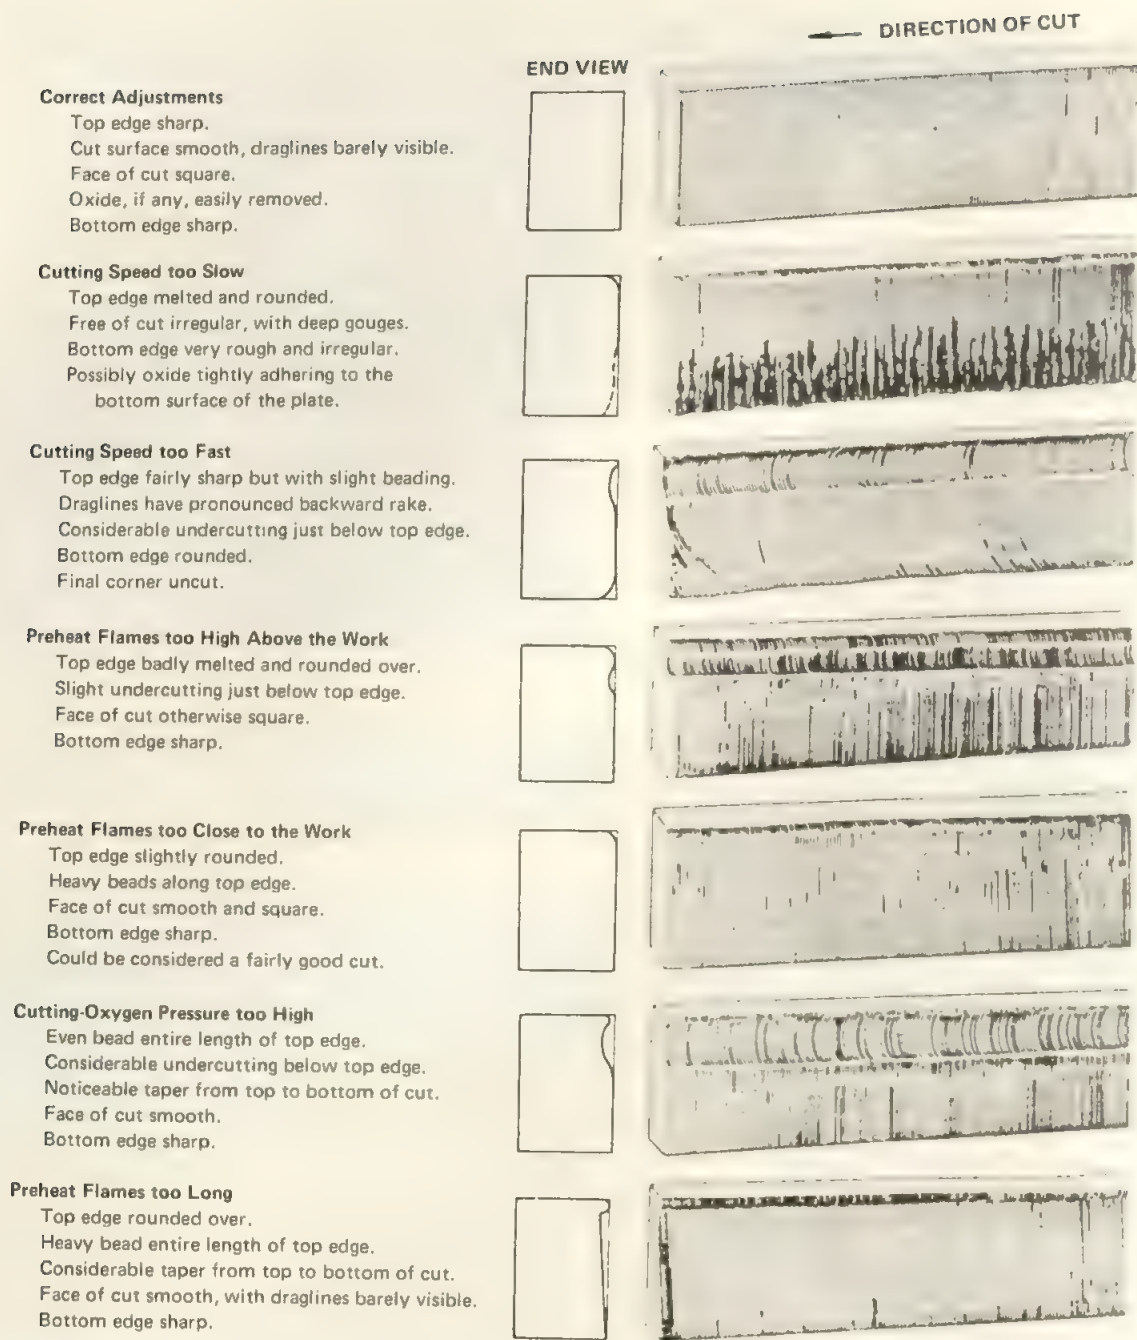 DIRECTION OF CUT
END VIEW
Correct Adjustments
Top edge sharp.
Cut surface smooth, draglines barely visible.
Face of cut square.
Oxide, if any, easily removed.
Bottom edge sharp.
Cutting Speed too Slow
Top edge melted and rounded.
Free of cut irregular, with deep gouges.
Bottom edge very rough and irregular.
Possibly oxide tightly adhering to the
bottom surface of the plate.
Cutting Speed too Fast
Top edge fairly sharp but with slight beading.
Draglines have pronounced backward rake.
Considerable undercutting just below top edge.
Bottom edge rounded.
Final corner uncut.
Preheat Flames too High Above the Work
Top edge badly melted and rounded over.
Slight undercutting just below top edge.
Face of cut otherwise square.
Bottom edge sharp.
Preheat Flames too Close to the Work
Top edge slightly rounded.
Heavy beads along top edge.
Face of cut smooth and square.
Bottom edge sharp.
Could be considered a fairly good cut.
Cutting-Oxygen Pressure too High
Even bead entire length of top edge.
Considerable undercutting below top edge.
Noticeable taper from top to bottom of cut.
Face of cut smooth.
Bottom edge sharp.
Preheat Flames too Long
Top edge rounded over.
Heavy bead entire length of top edge.
Considerable taper from top to bottom of cut.
Face of cut smooth, with draglines barely visible.
Bottom edge sharp.